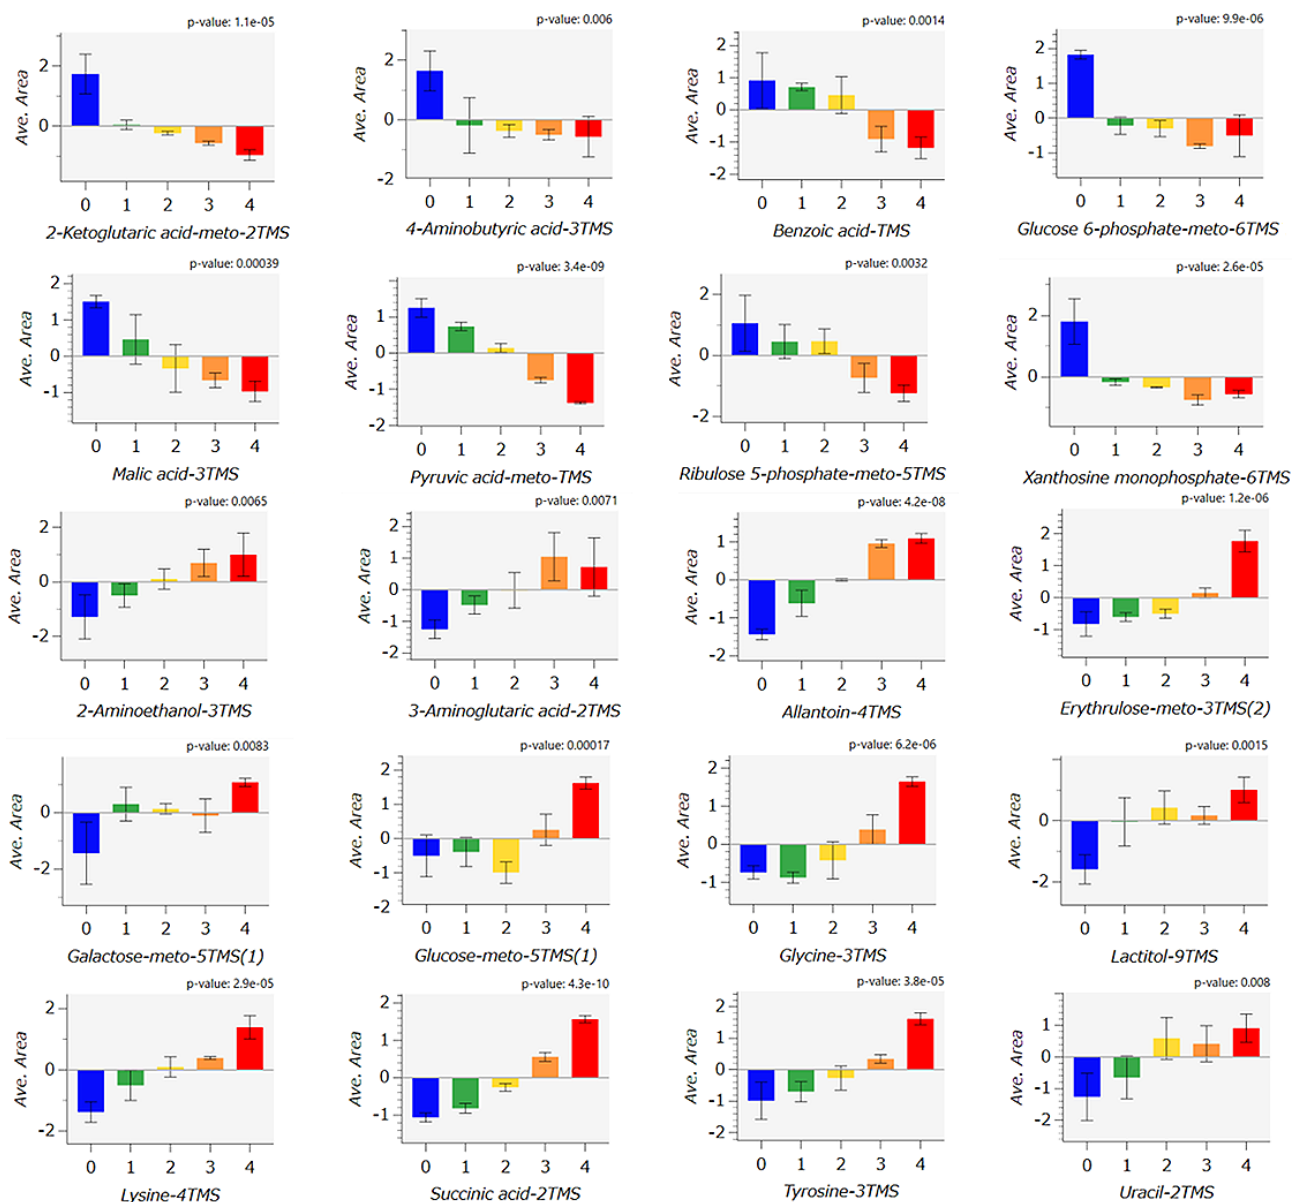 p-value: 1.1e-05
Ave. Area
2
0
0 1 2 3 4
2-Ketoglutaric acid-meto-2TMS
p-value: 0.006
Ave. Area
2
0
-2
0 1 2 3 4
4-Aminobutyric acid-3TMS
p-value: 0.0014
Ave. Area
2
1
0
-1
-2
0 1 2 3 4
Benzoic acid-TMS
p-value: 9.9e-06
Ave. Area
2
1
0
-1
0 1 2 3 4
Glucose 6-phosphate-meto-6TMS
p-value: 0.00039
Ave. Area
2
1
0
-1
0 1 2 3 4
Malic acid-3TMS
p-value: 3.4e-09
Ave. Area
2
1
0
-1
-2
0 1 2 3 4
Pyruvic acid-meto-TMS
p-value: 0.0032
Ave. Area
2
0
-2
0 1 2 3 4
Ribulose 5-phosphate-meto-5TMS
p-value: 2.6e-05
Ave. Area
2
0
0 1 2 3 4
Xanthosine monophosphate-6TMS
p-value: 0.0065
Ave. Area
2
0
-2
0 1 2 3 4
2-Aminoethanol-3TMS
p-value: 0.0071
Ave. Area
2
1
0
-1
-2
0 1 2 3 4
3-Aminoglutaric acid-2TMS
p-value: 4.2e-08
Ave. Area
1
0
-1
-2
0 1 2 3 4
Allantoin-4TMS
p-value: 1.2e-06
Ave. Area
2
1
0
-1
0 1 2 3 4
Erythrulose-meto-3TMS(2)
p-value: 0.0083
Ave. Area
0
-2
0 1 2 3 4
Galactose-meto-5TMS(1)
p-value: 0.00017
Ave. Area
2
1
0
-1
-2
0 1 2 3 4
Glucose-meto-5TMS(1)
p-value: 6.2e-06
Ave. Area
2
1
0
-1
0 1 2 3 4
Glycine-3TMS
p-value: 0.0015
Ave. Area
0
-2
0 1 2 3 4
Lactitol-9TMS
p-value: 2.9e-05
Ave. Area
2
0
-2
0 1 2 3 4
Lysine-4TMS
p-value: 4.3e-10
Ave. Area
2
1
0
-1
0 1 2 3 4
Succinic acid-2TMS
p-value: 3.8e-05
Ave. Area
2
1
0
-1
-2
0 1 2 3 4
Tyrosine-3TMS
p-value: 0.008
Ave. Area
1
0
-1
-2
0 1 2 3 4
Uracil-2TMS